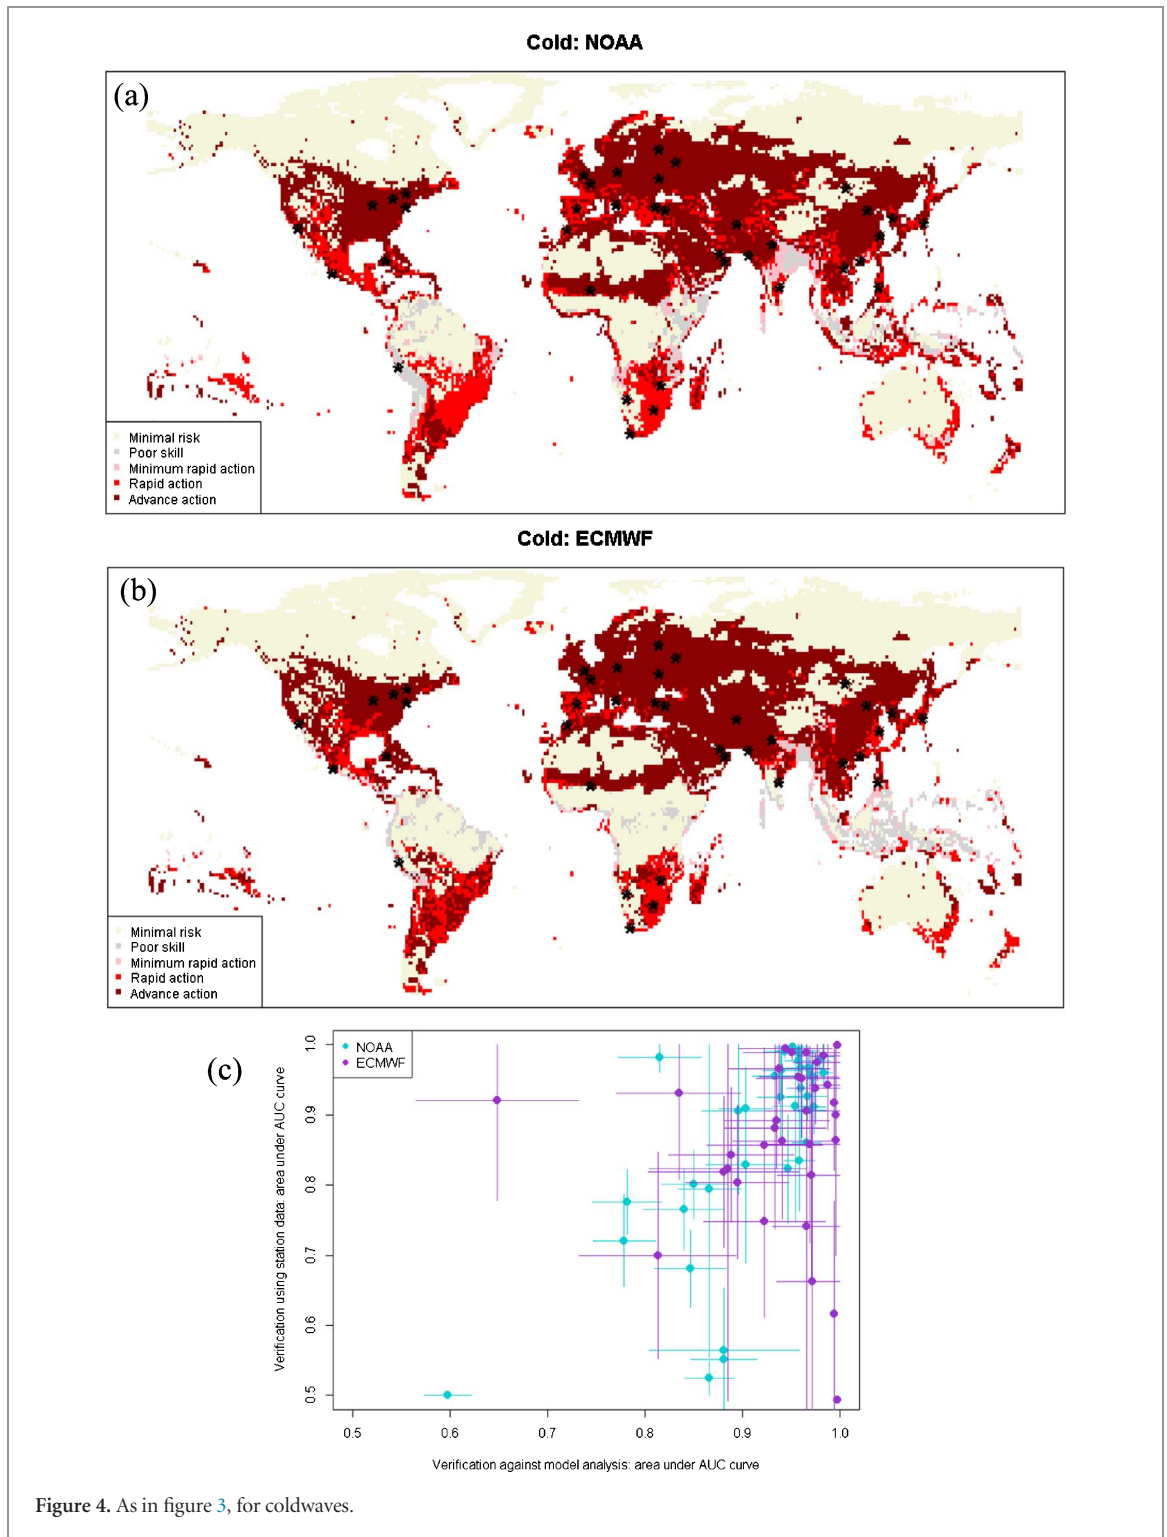 Cold: NOAA
(a)
Minimal risk
Poor skill
Minimum rapid action
Rapid action
Advance action
Cold: ECMWF
(b)
Minimal risk
Poor skill
Minimum rapid action
Rapid action
Advance action
(c)
NOAA
ECMWF
Verification using station data: area under AUC curve
1.0
0.9
0.8
0.7
0.6
0.5
0.5 0.6 0.7 0.8 0.9 1.0
Verification against model analysis: area under AUC curve
Figure 4. As in figure 3, for coldwaves.